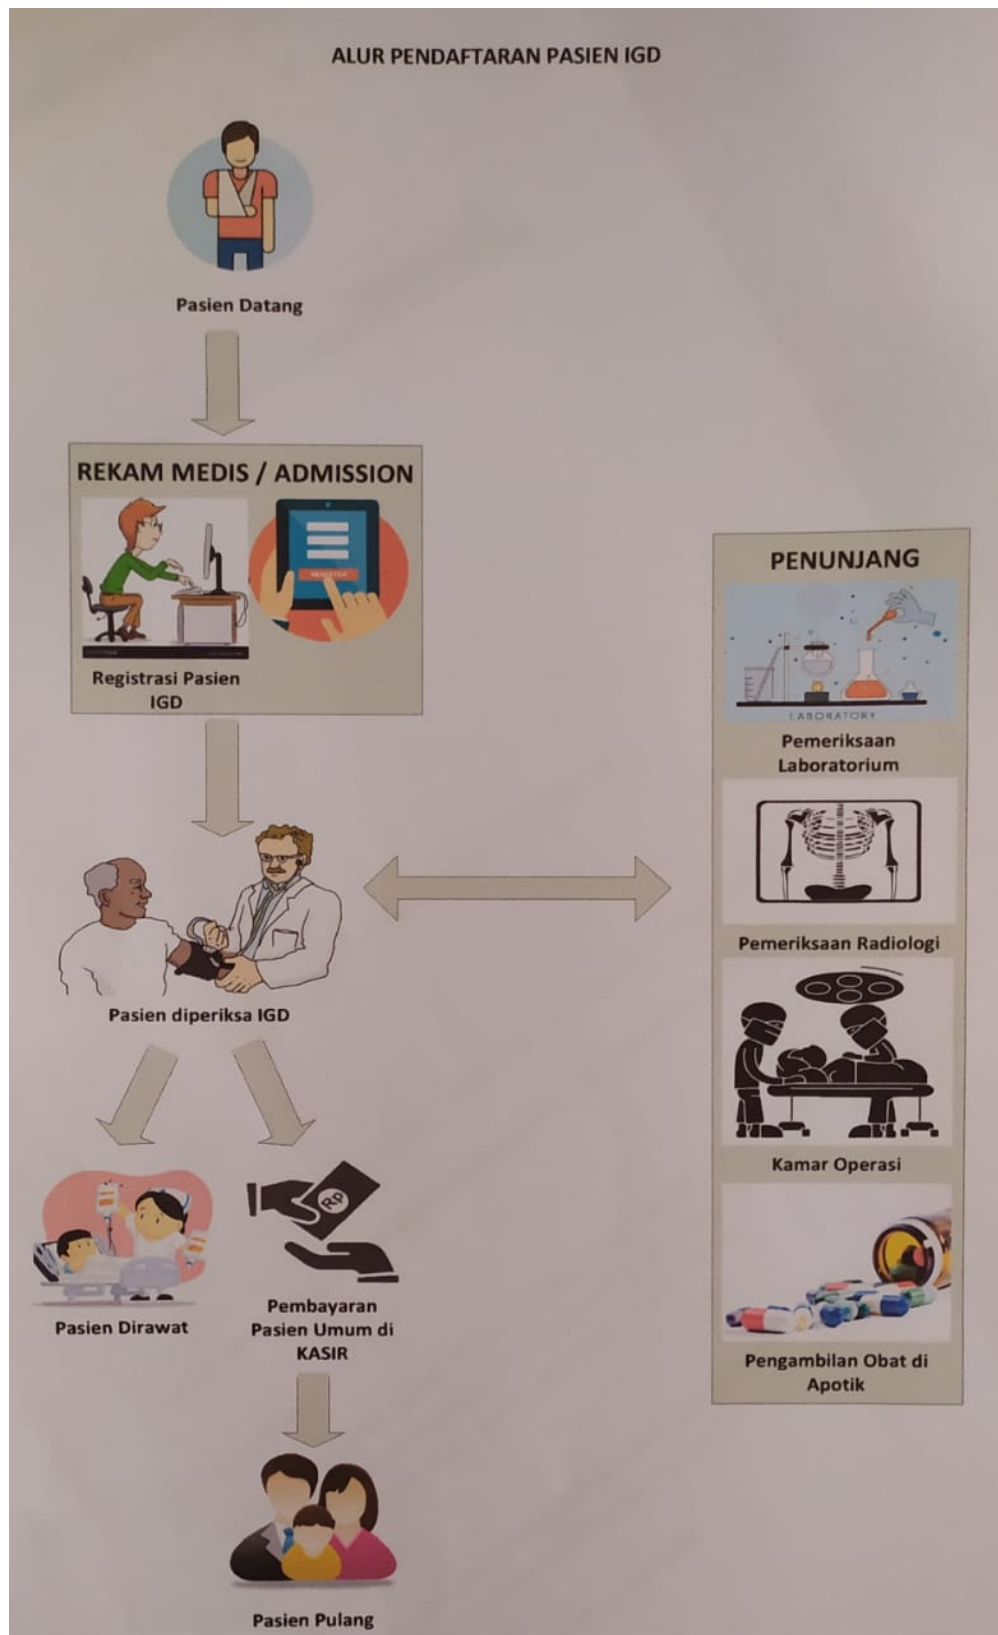 ALUR PENDAFTARAN PASIEN IGD
Pasien Datang
REKAM MEDIS / ADMISSION
REGISTER
Registrasi Pasien
IGD
Pasien diperiksa IGD
Pasien Dirawat
Rp
Pembayaran
Pasien Umum di
KASIR
Pasien Pulang
PENUNJANG
LABORATORY
Pemeriksaan
Laboratorium
Pemeriksaan Radiologi
Kamar Operasi
Pengambilan Obat di
Apotik